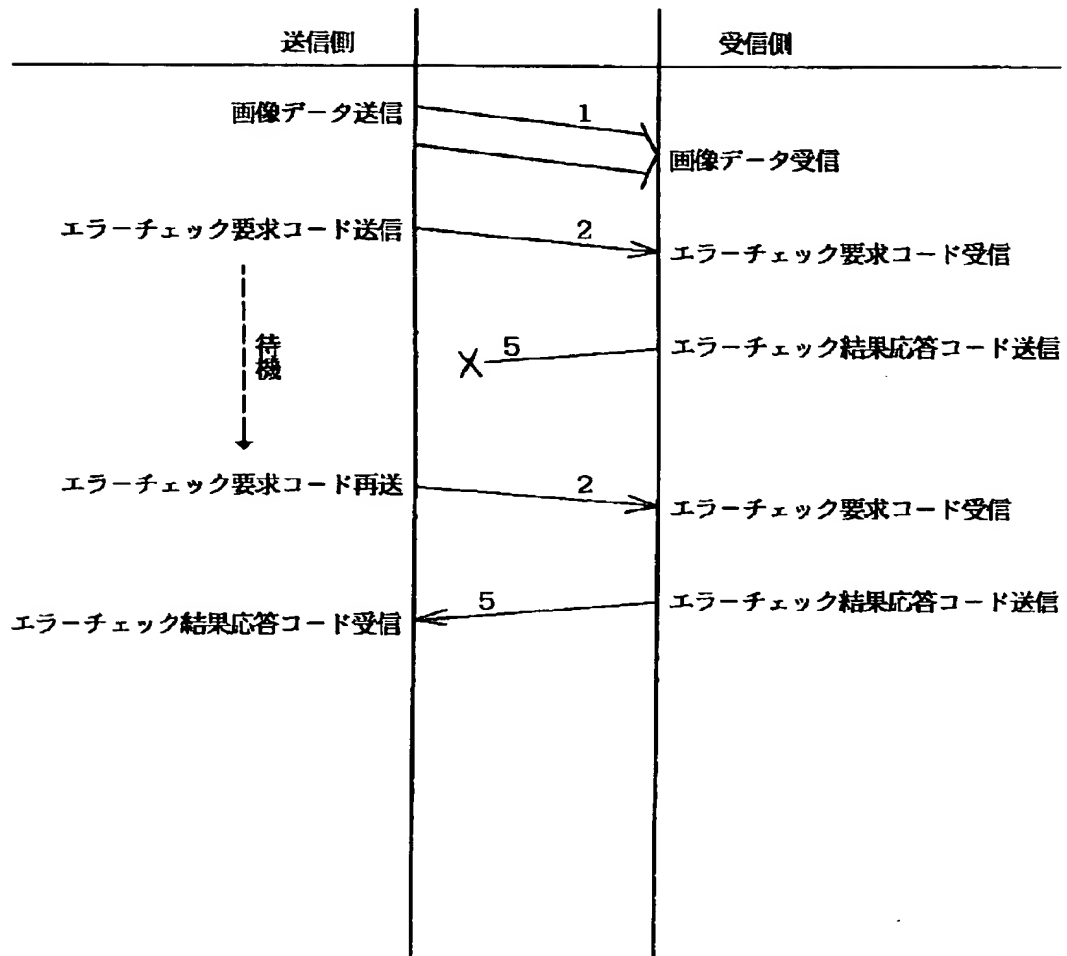 送信側
受信側
画像データ送信
1
画像データ受信
エラーチェック要求コード送信
2
エラーチェック要求コード受信
待機
5
エラーチェック結果応答コード送信
エラーチェック要求コード再送
2
エラーチェック要求コード受信
5
エラーチェック結果応答コード送信
エラーチェック結果応答コード受信